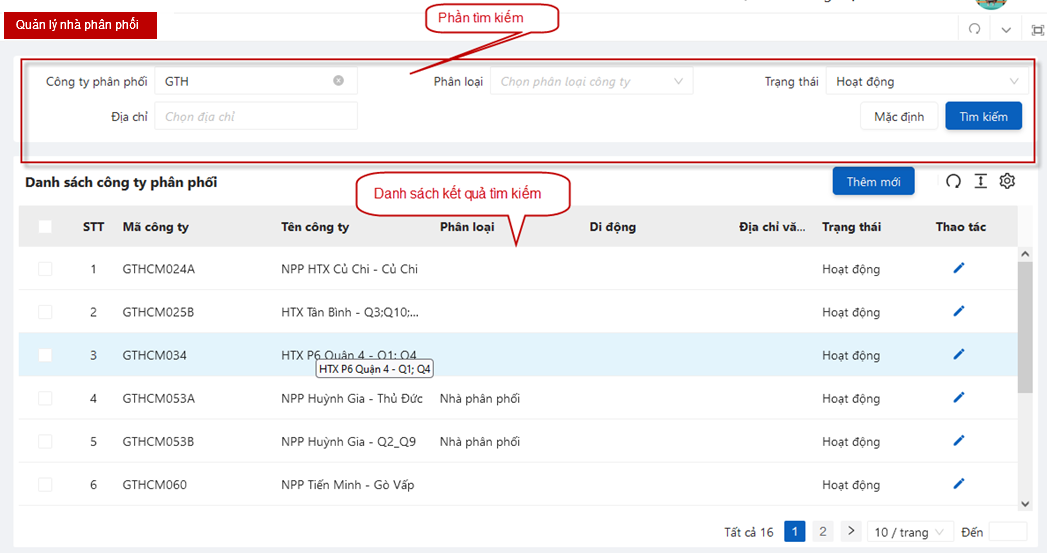 Quản lý nhà phân phối
Phần tìm kiếm
Công ty phân phối GTH Phân loại Chọn phân loại công ty Trạng thái Hoạt động
Địa chỉ Chọn địa chỉ Mặc định Tìm kiếm
Danh sách công ty phân phối Thêm mới
Danh sách kết quả tìm kiếm
STT Mã công ty Tên công ty Phân loại Di động Địa chỉ vă... Trạng thái Thao tác
1 GTHCM024A NPP HTX Củ Chi - Củ Chi Hoạt động
2 GTHCM025B HTX Tân Bình - Q3;Q10;... Hoạt động
3 GTHCM034 HTX P6 Quận 4 - Q1; Q4 Hoạt động
HTX P6 Quận 4 - Q1; Q4
4 GTHCM053A NPP Huỳnh Gia - Thủ Đức Nhà phân phối Hoạt động
5 GTHCM053B NPP Huỳnh Gia - Q2_Q9 Nhà phân phối Hoạt động
6 GTHCM060 NPP Tiến Minh - Gò Vấp Hoạt động
Tất cả 16 1 2 > 10 / trang Đến